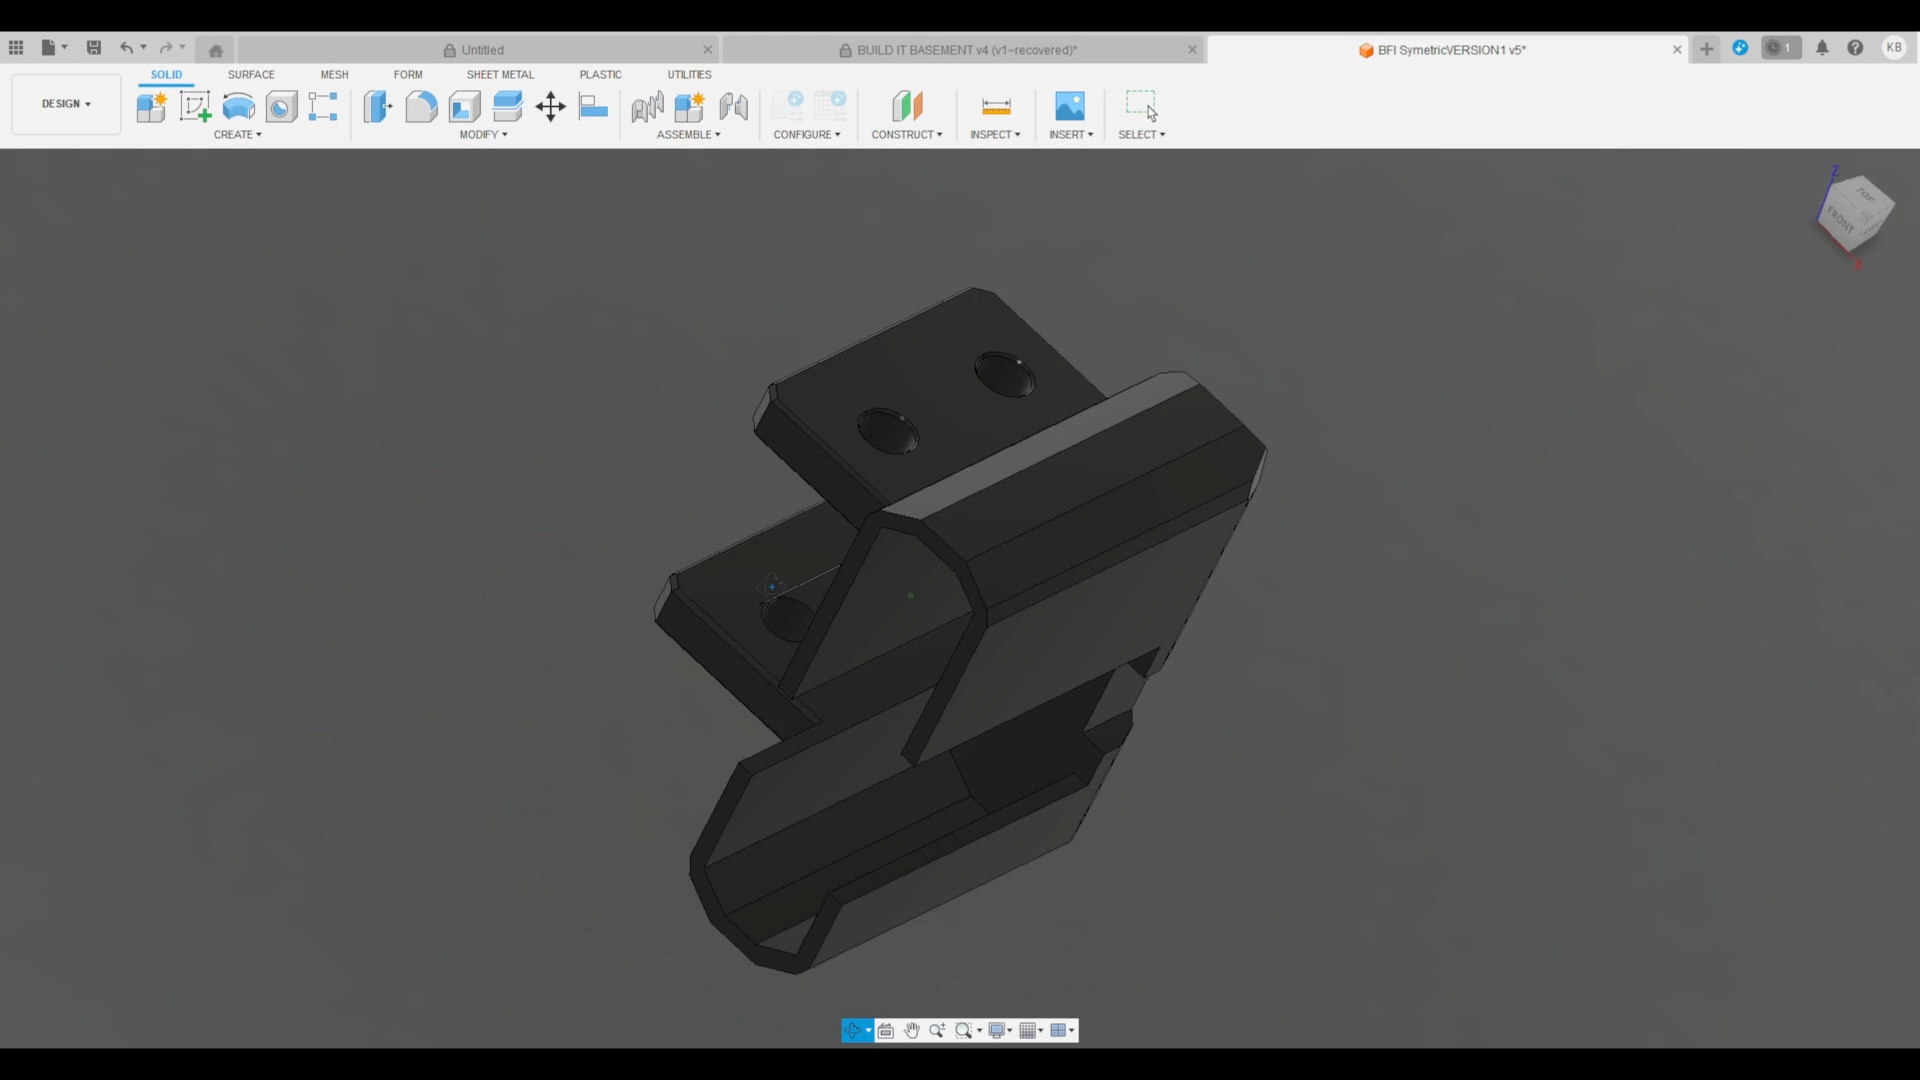 Untitled
BUILD IT BASEMENT v4 (v1~recovered)*
BFI SymetricVERSION1 v5*
1
KB
DESIGN
SOLID
SURFACE
MESH
FORM
SHEET METAL
PLASTIC
UTILITIES
CREATE
MODIFY
ASSEMBLE
CONFIGURE
CONSTRUCT
INSPECT
INSERT
SELECT
Z
TOP
FRONT
X